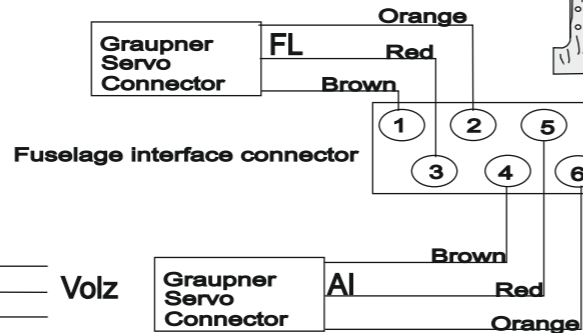 Orange
Graupner
Servo
Connector
FL
Red
Brown
1 2 5
Fuselage interface connector
3 4 6
Brown
Volz
Graupner
Servo
Connector
AI
Red
Orange